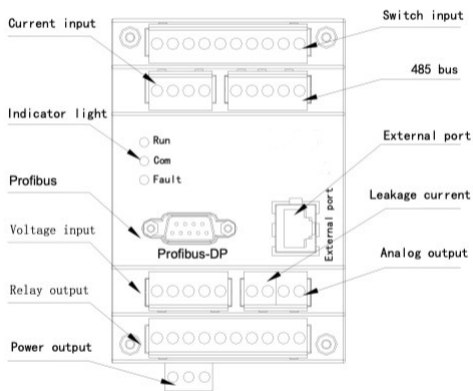 Current input
Switch input
485 bus
Indicator light
Run
Com
Fault
External port
Profibus
Leakage current
Voltage input
Profibus-DP
External port
Analog output
Relay output
Power output